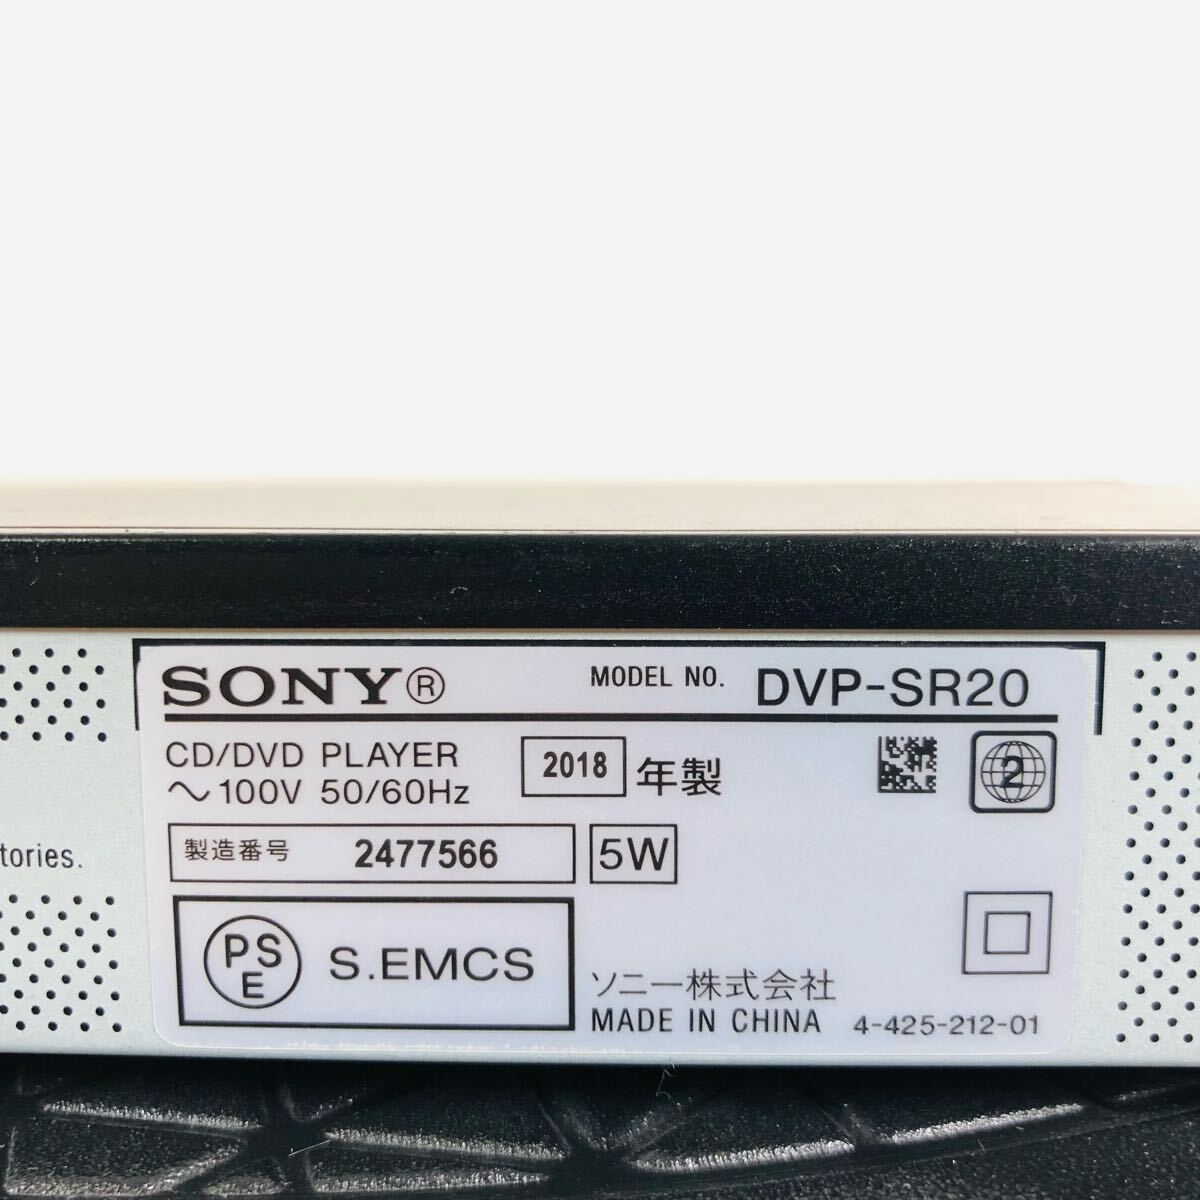 SONY® MODEL NO. DVP-SR20
CD/DVD PLAYER
〜 100V 50/60Hz
2018 年製
2
製造番号 2477566
5W
tories.
PSE
S.EMCS
ソニー株式会社
MADE IN CHINA 4-425-212-01